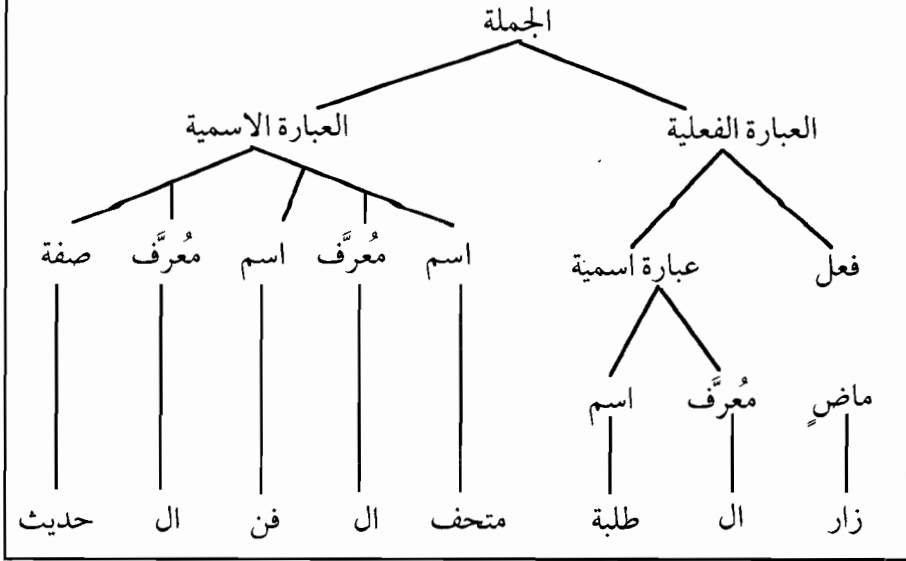 الجملة
العبارة الفعلية العبارة الاسمية
فعل عبارة اسمية اسم مُعرَّف اسم مُعرَّف صفة
ماضٍ مُعرَّف اسم
زار ال طلبة متحف ال فن ال حديث